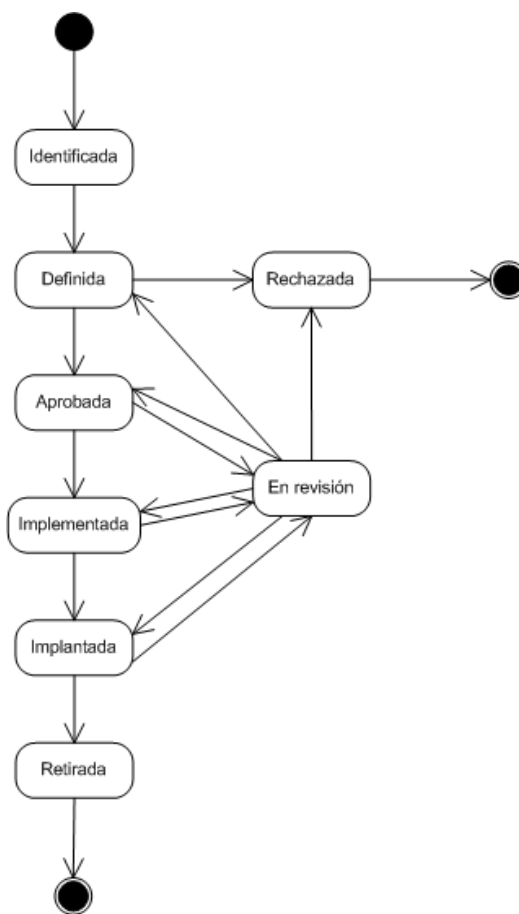 Identificada
Definida
Rechazada
Aprobada
En revisión
Implementada
Implantada
Retirada